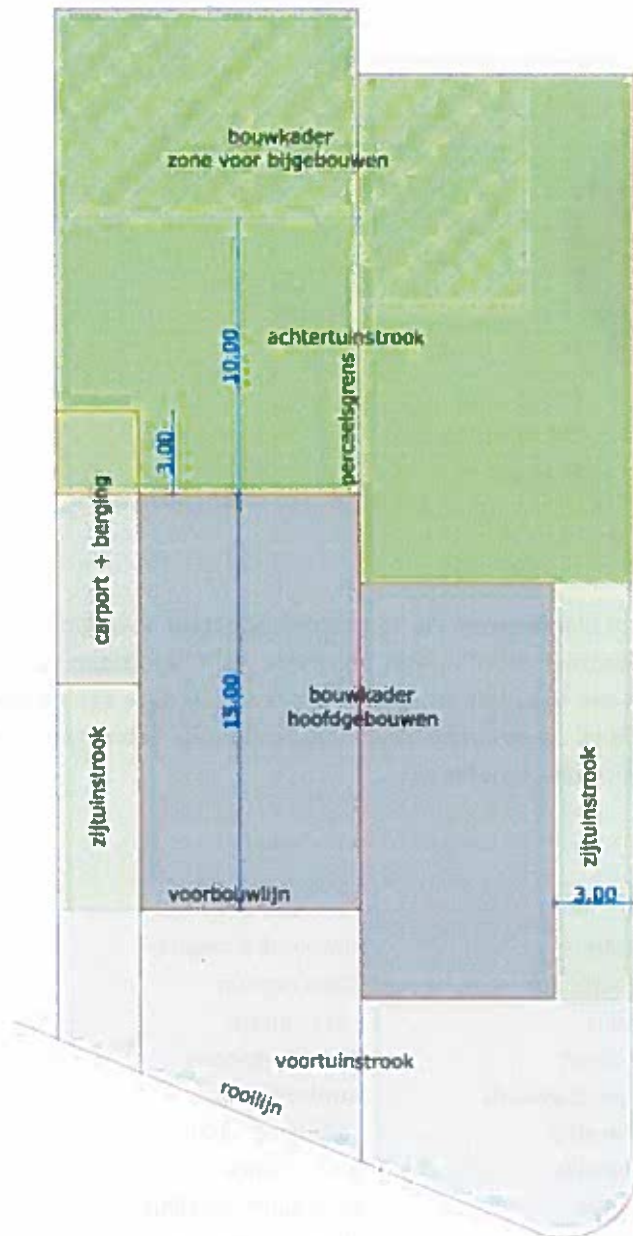 bouwkader
zone voor bijgebouwen
achtertuinstrook
10.00
perceelsgrens
3.00
carport + berging
bouwkader
hoofdgebouwen
15.00
zijtuinstrook
zijtuinstrook
voorbouwlijn
3.00
voortuinstrook
rooilijn